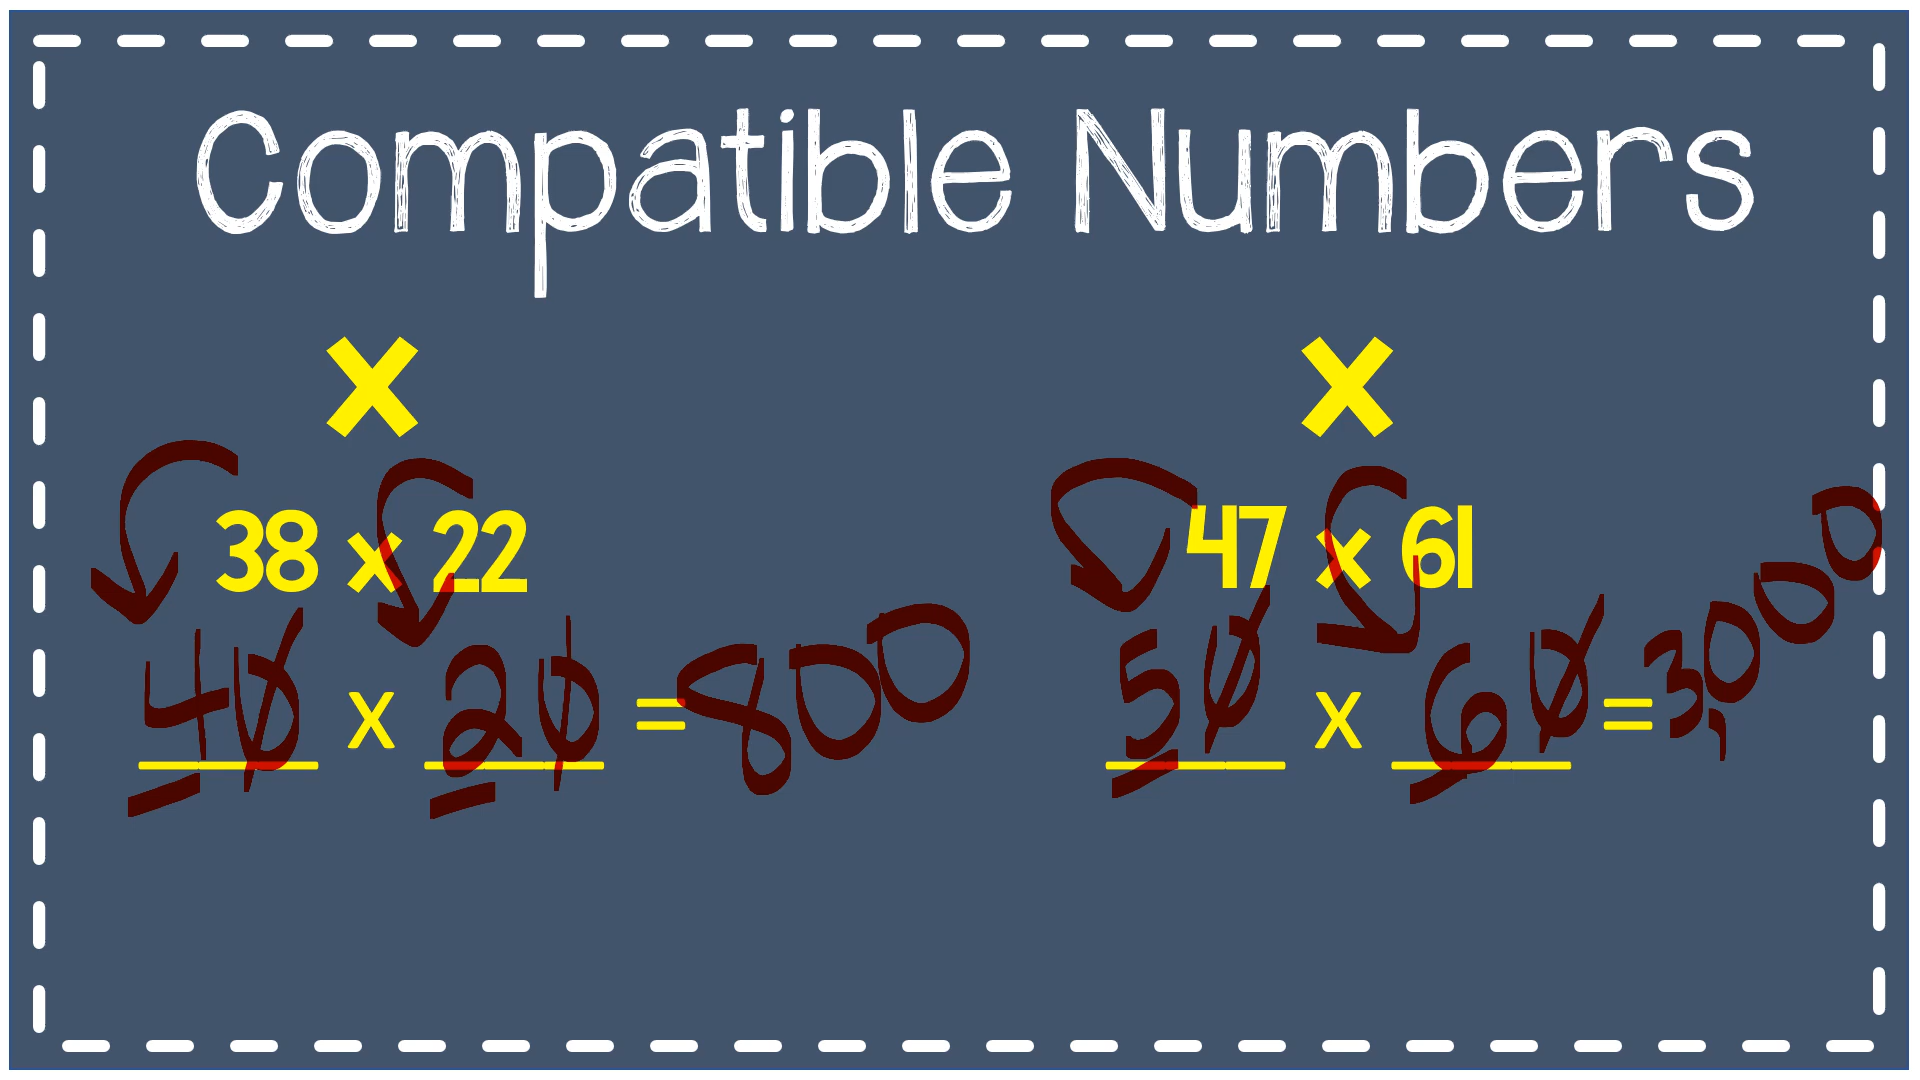 Compatible Numbers
× ×
38 x 22 47 x 61
40 x 20 = 800 50 x 60 = 3,000